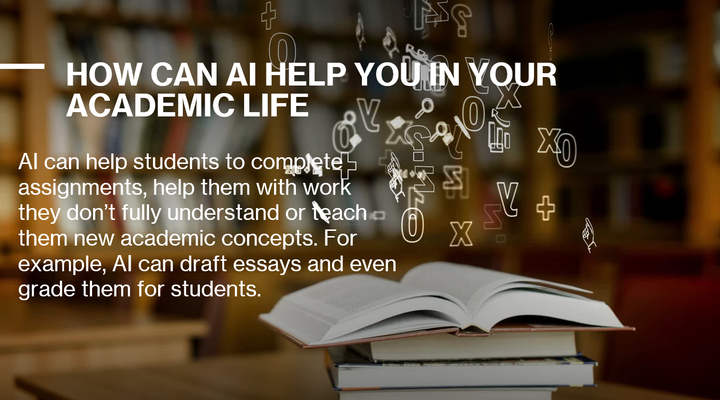 HOW CAN AI HELP YOU IN YOUR
ACADEMIC LIFE
AI can help students to complete
assignments, help them with work
they don’t fully understand or teach
them new academic concepts. For
example, AI can draft essays and even
grade them for students.